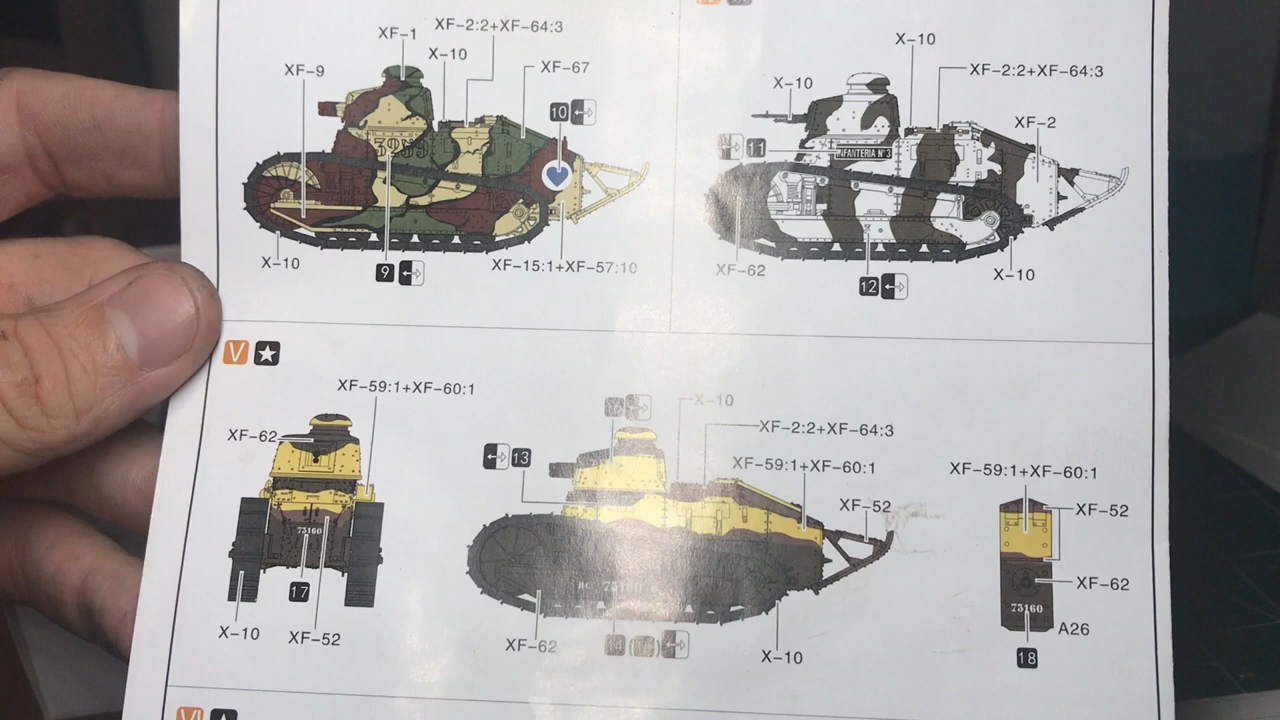 XF-1
XF-2:2+XF-64:3
X-10
XF-9
XF-67
10
3259
X-10
9
XF-15:1+XF-57:10
X-10
X-10
XF-2:2+XF-64:3
XF-2
11
INFANTERIA Nº3
XF-62
12
X-10
V
XF-59:1+XF-60:1
XF-62
73160
17
X-10
XF-52
X-10
XF-2:2+XF-64:3
13
XF-59:1+XF-60:1
XF-52
73160
XF-62
14
X-10
XF-59:1+XF-60:1
XF-52
XF-62
73160
A26
18
VI